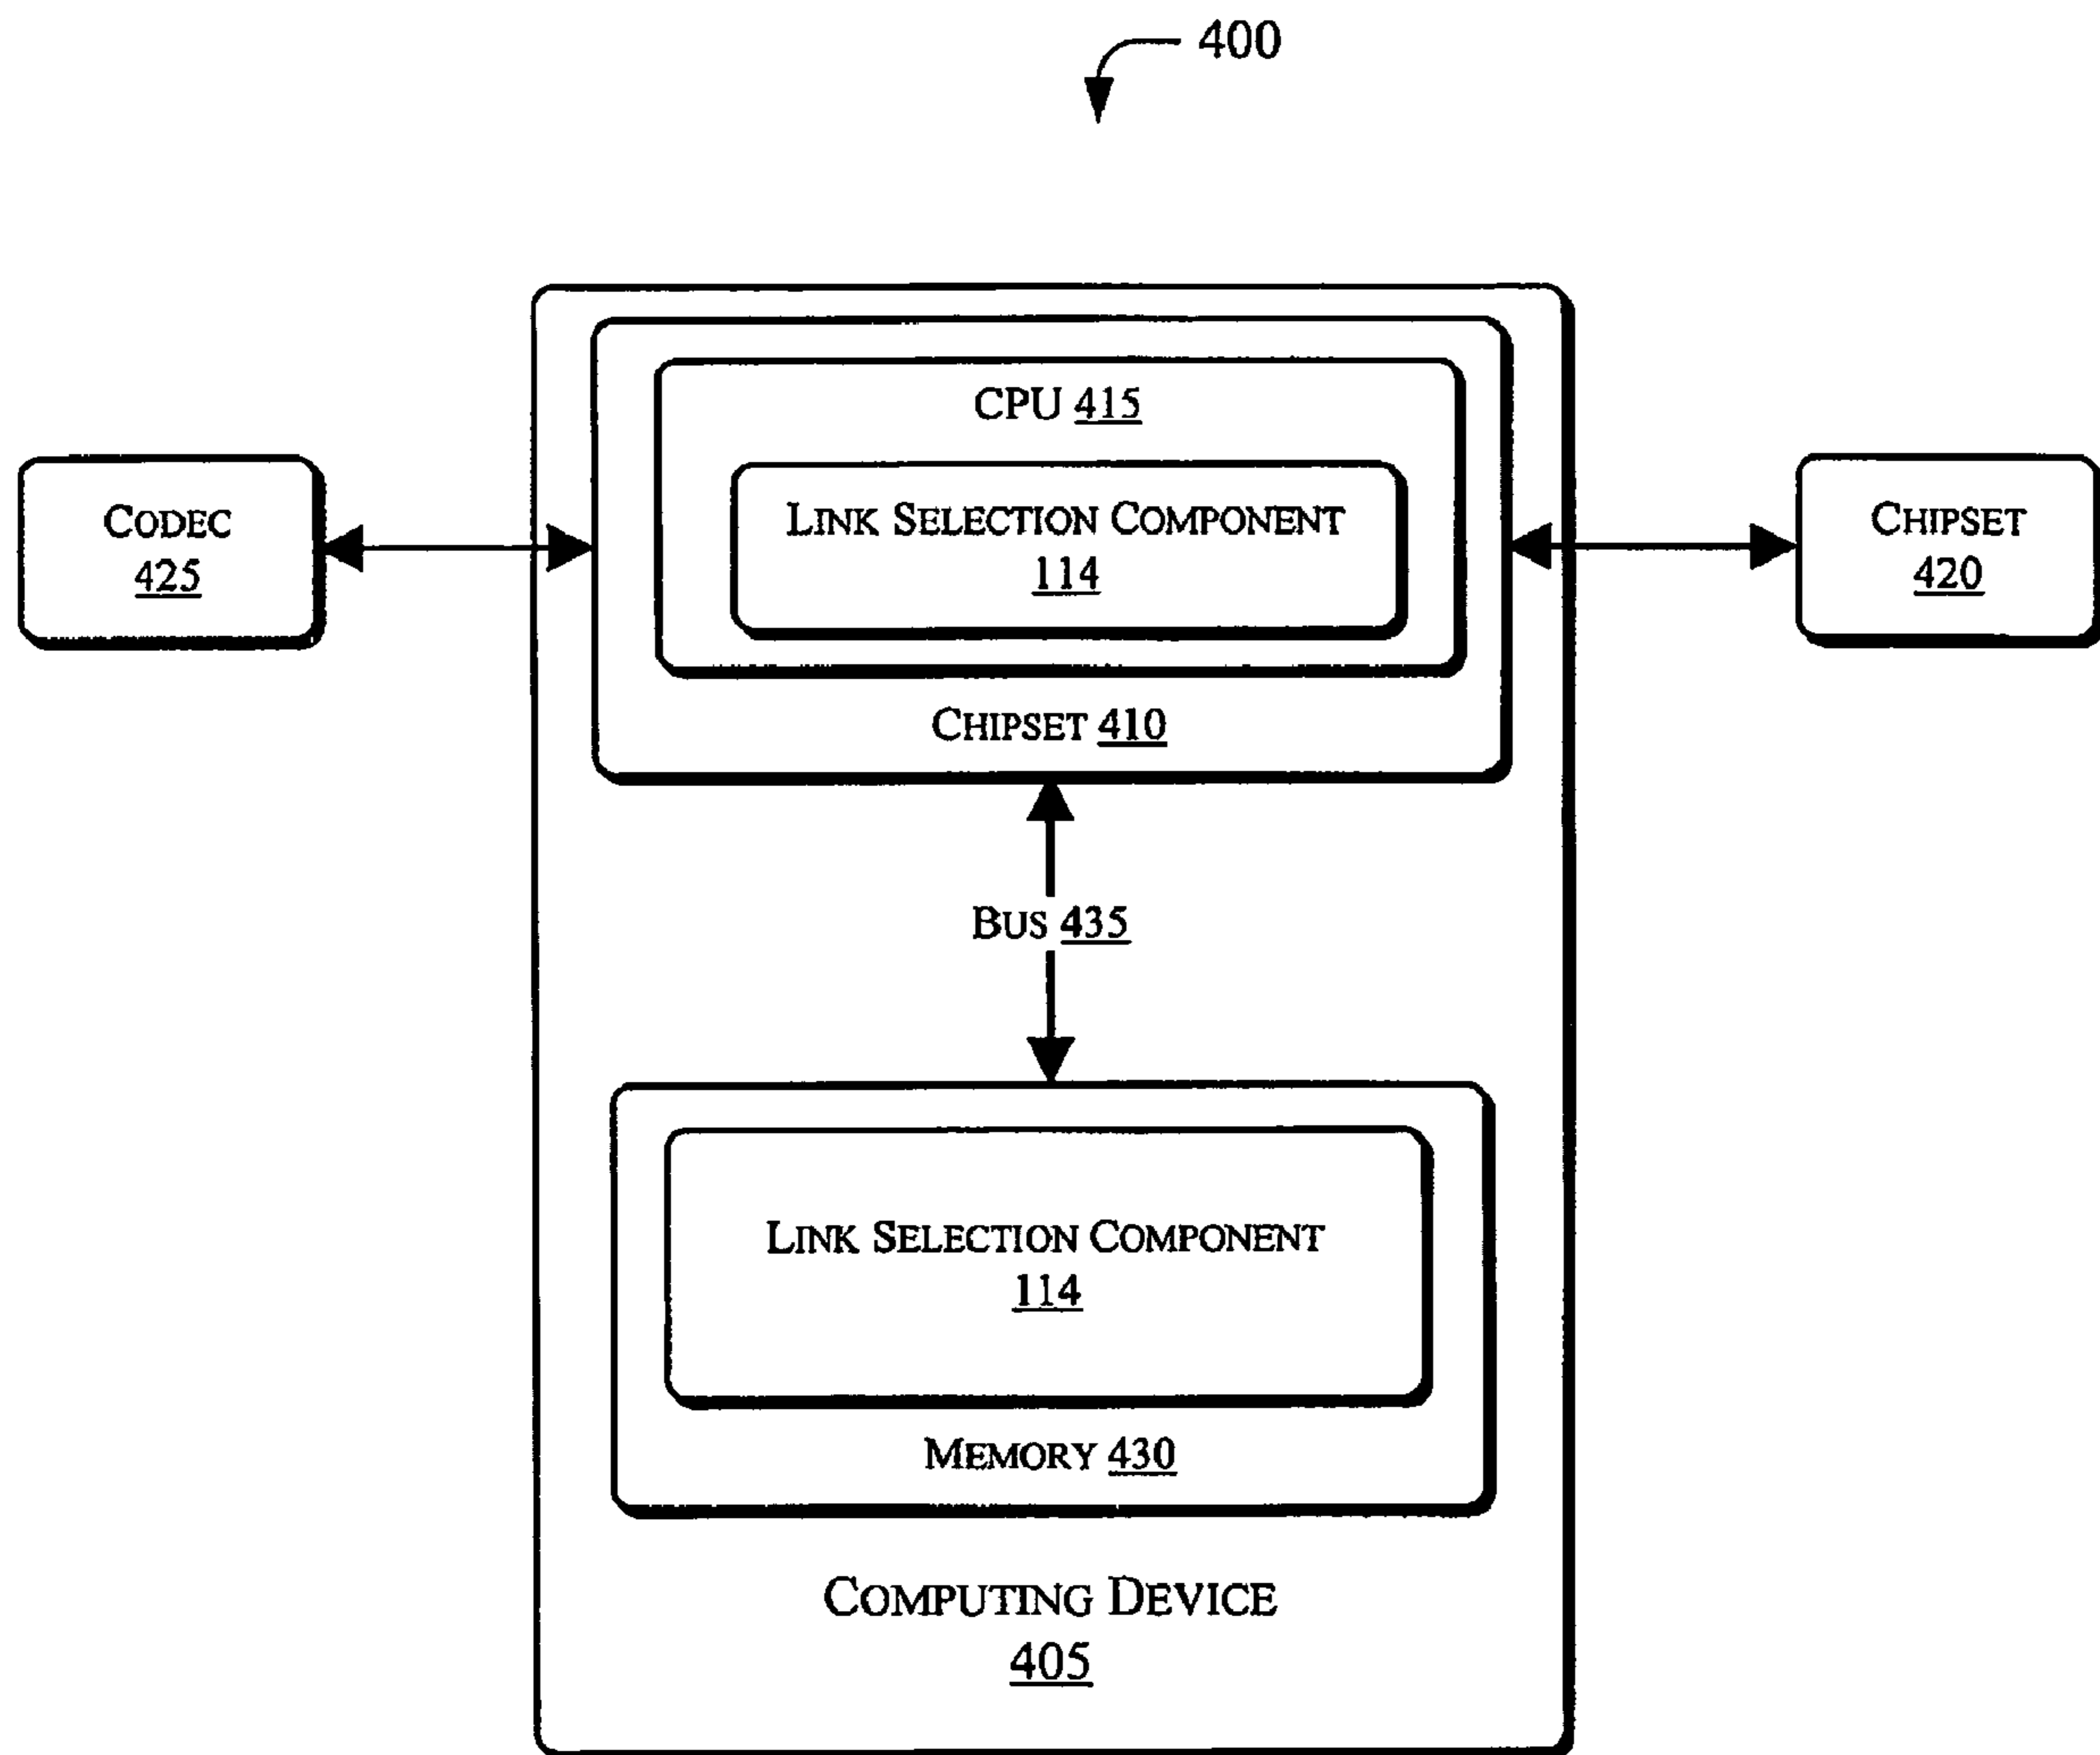 400
CPU 415
LINK SELECTION COMPONENT
114
CHIPSET 410
CODEC
425
CHIPSET
420
BUS 435
LINK SELECTION COMPONENT
114
MEMORY 430
COMPUTING DEVICE
405